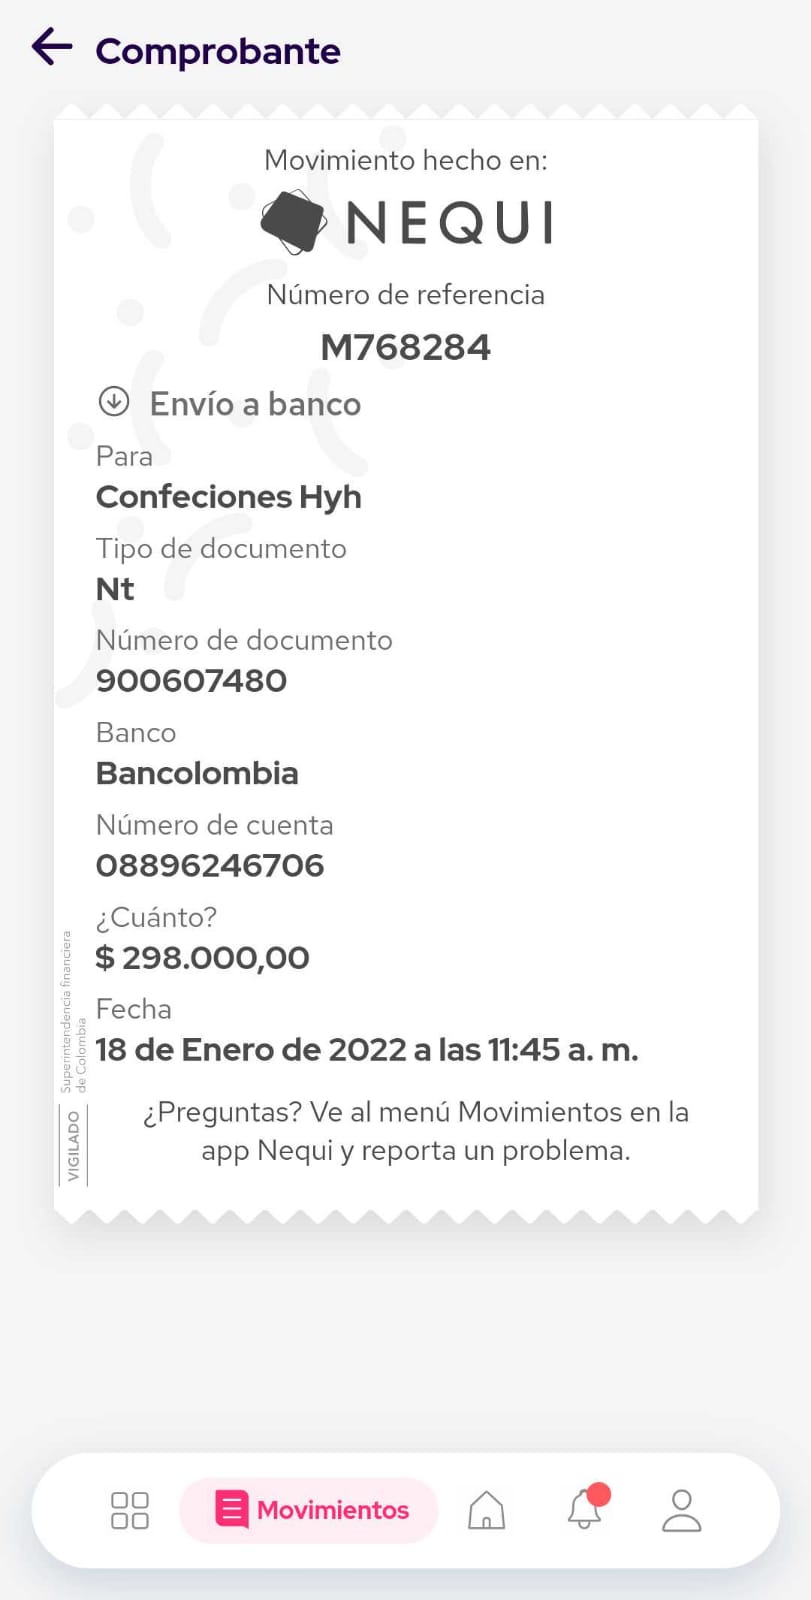 Comprobante
Movimiento hecho en:
NEQUI
Número de referencia
M768284
Envío a banco
Para
Confeciones Hyh
Tipo de documento
Nt
Número de documento
900607480
Banco
Bancolombia
Número de cuenta
08896246706
¿Cuánto?
$ 298.000,00
Fecha
18 de Enero de 2022 a las 11:45 a. m.
¿Preguntas? Ve al menú Movimientos en la
app Nequi y reporta un problema.
VIGILADO
Superintendencia financiera
de Colombia
Movimientos